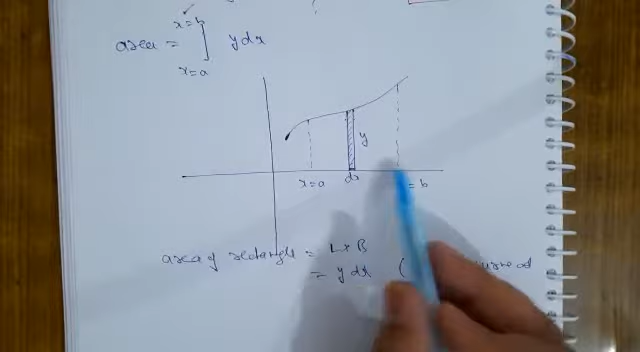 x=b
area = ∫ y dx
x=a
y
x=a dx = b
area of rectangle = L×B
= y dx (